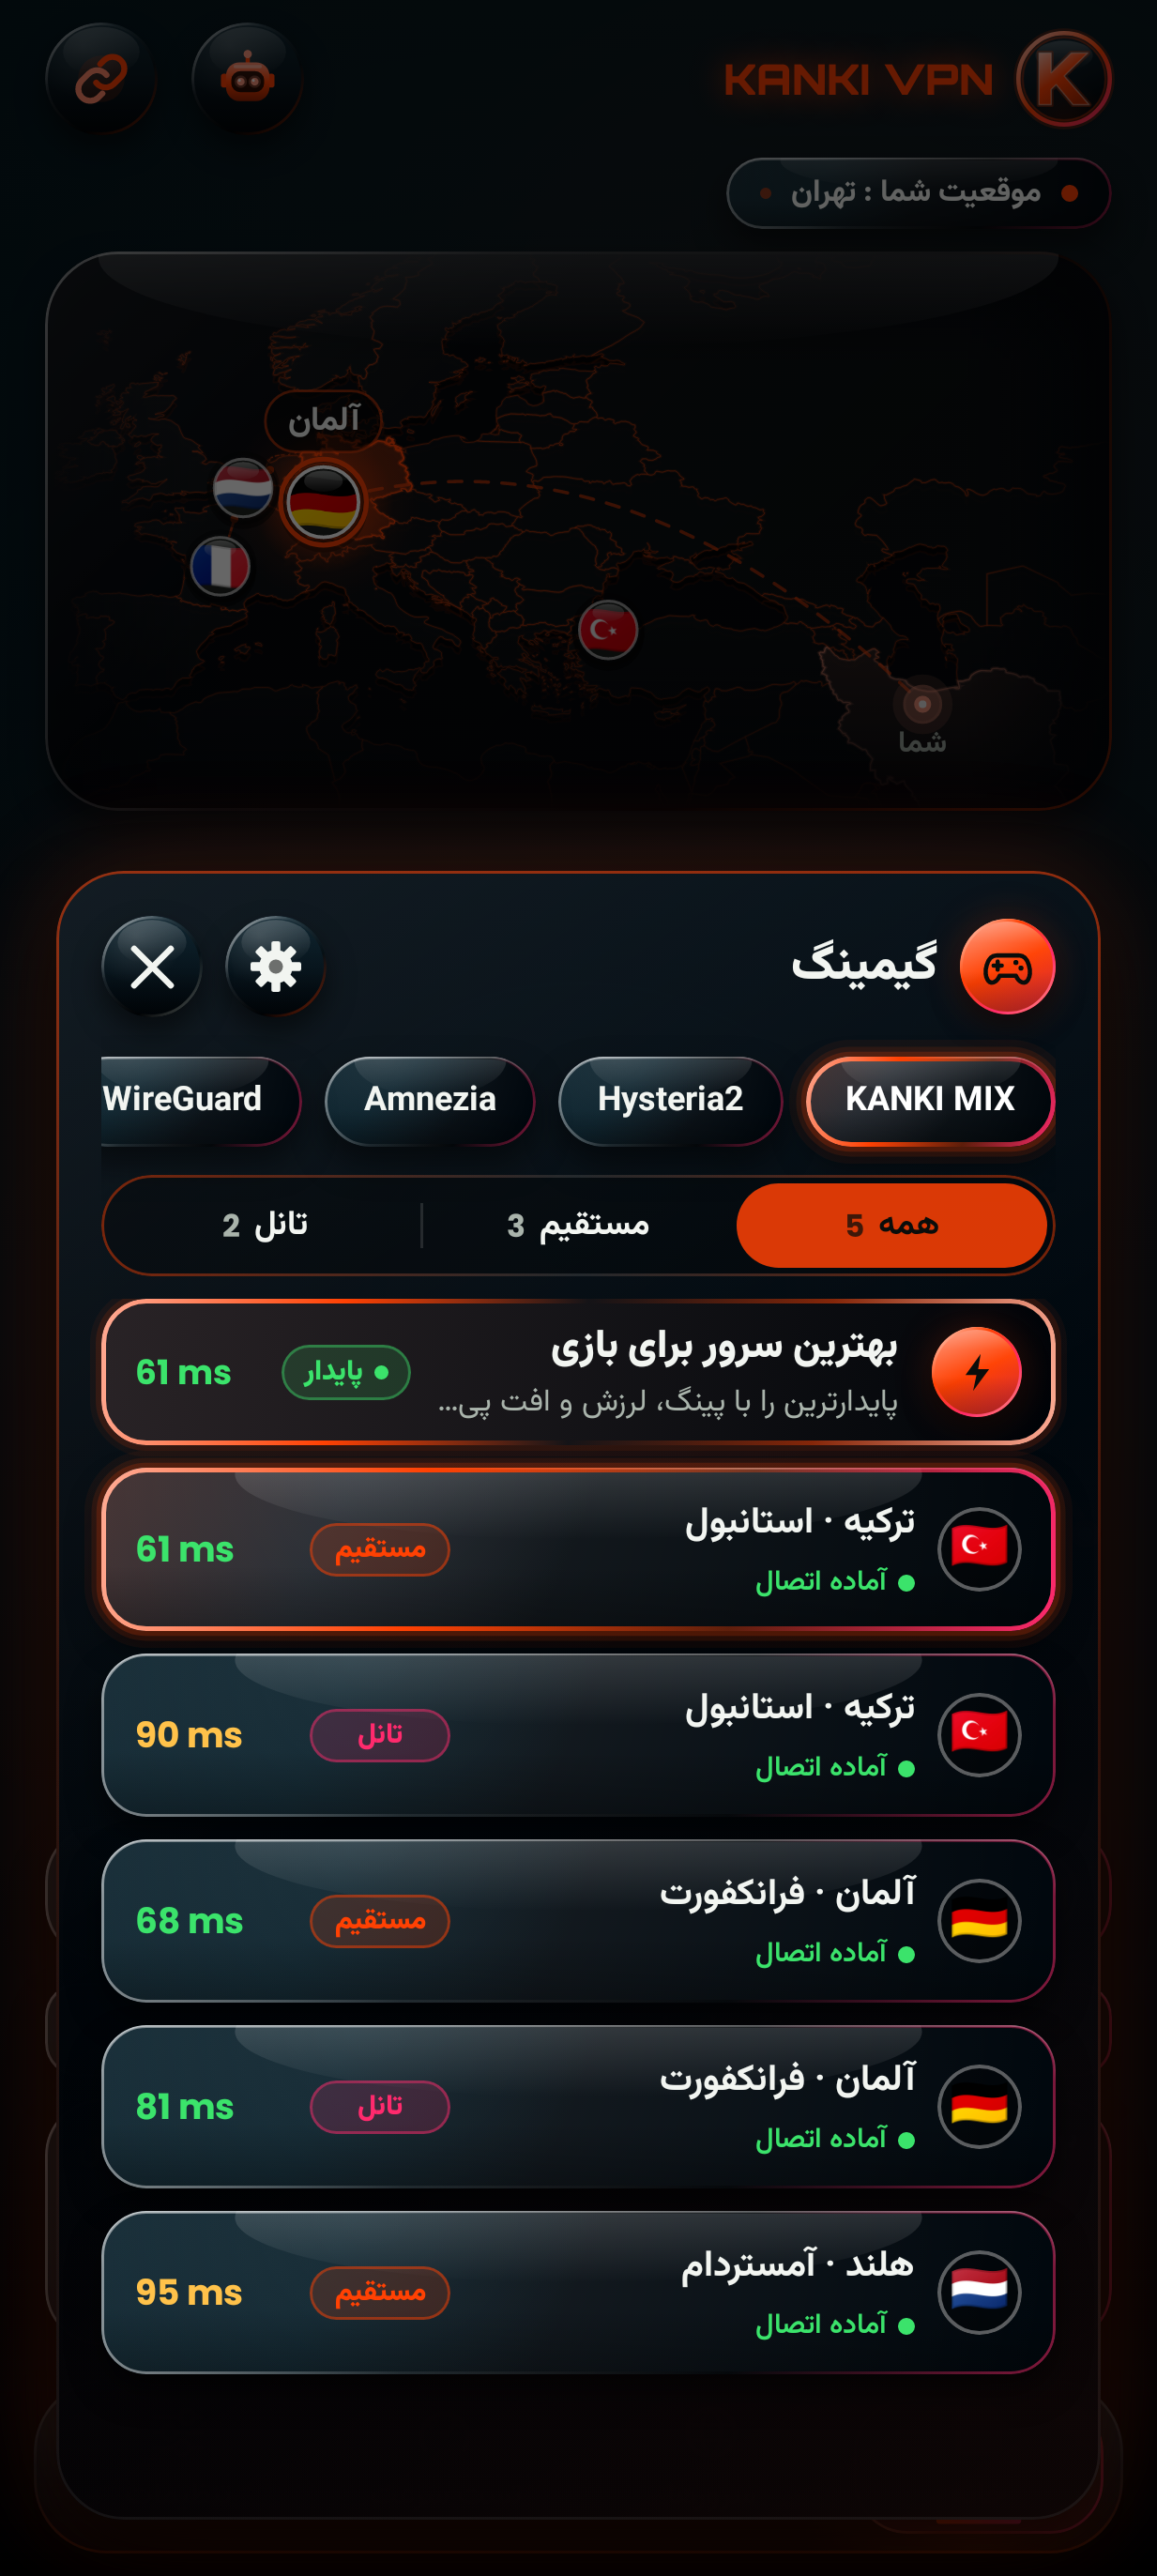 KANKI VPN
K
موقعیت شما : تهران
آلمان
شما
گیمینگ
KANKI MIX
Hysteria2
Amnezia
WireGuard
همه 5
مستقیم 3
تانل 2
بهترین سرور برای بازی
پایدارترین را با پینگ، لرزش و افت پی...
پایدار
61 ms
ترکیه · استانبول
آماده اتصال
مستقیم
61 ms
ترکیه · استانبول
آماده اتصال
تانل
90 ms
آلمان · فرانکفورت
آماده اتصال
مستقیم
68 ms
آلمان · فرانکفورت
آماده اتصال
تانل
81 ms
هلند · آمستردام
آماده اتصال
مستقیم
95 ms